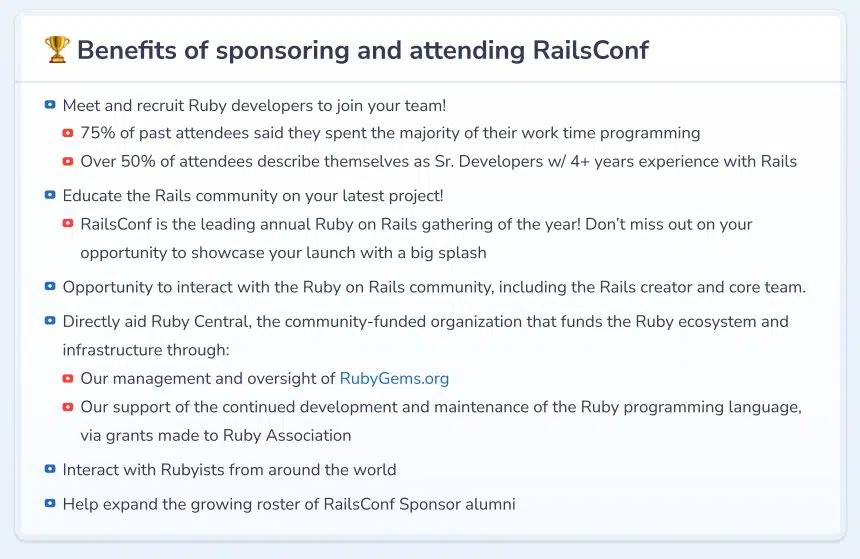 Benefits of sponsoring and attending RailsConf
Meet and recruit Ruby developers to join your team!
75% of past attendees said they spent the majority of their work time programming
Over 50% of attendees describe themselves as Sr. Developers w/ 4+ years experience with Rails
Educate the Rails community on your latest project!
RailsConf is the leading annual Ruby on Rails gathering of the year! Don't miss out on your
opportunity to showcase your launch with a big splash
Opportunity to interact with the Ruby on Rails community, including the Rails creator and core team.
Directly aid Ruby Central, the community-funded organization that funds the Ruby ecosystem and
infrastructure through:
Our management and oversight of RubyGems.org
Our support of the continued development and maintenance of the Ruby programming language,
via grants made to Ruby Association
Interact with Rubyists from around the world
Help expand the growing roster of RailsConf Sponsor alumni